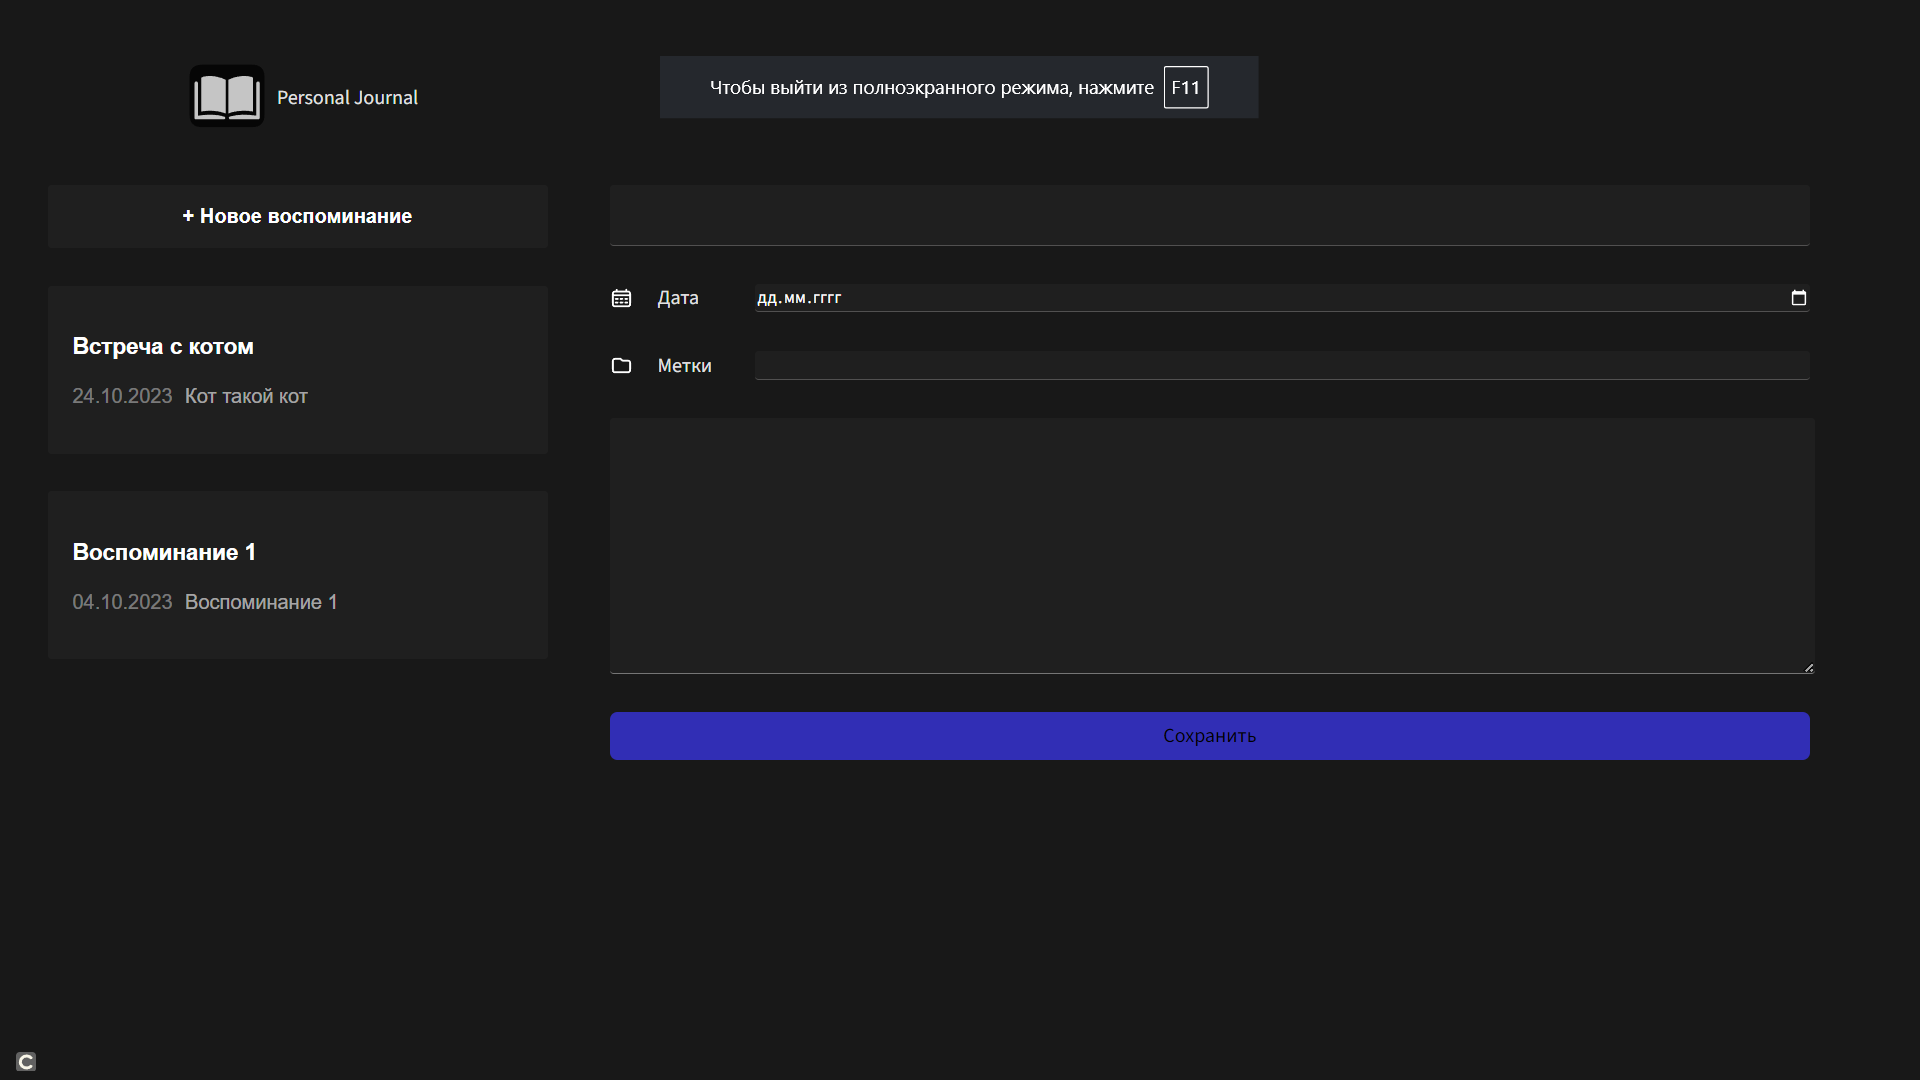 Personal Journal
Чтобы выйти из полноэкранного режима, нажмите F11
+ Новое воспоминание
Встреча с котом
24.10.2023 Кот такой кот
Воспоминание 1
04.10.2023 Воспоминание 1
Дата дд.мм.гггг
Метки
Сохранить
C